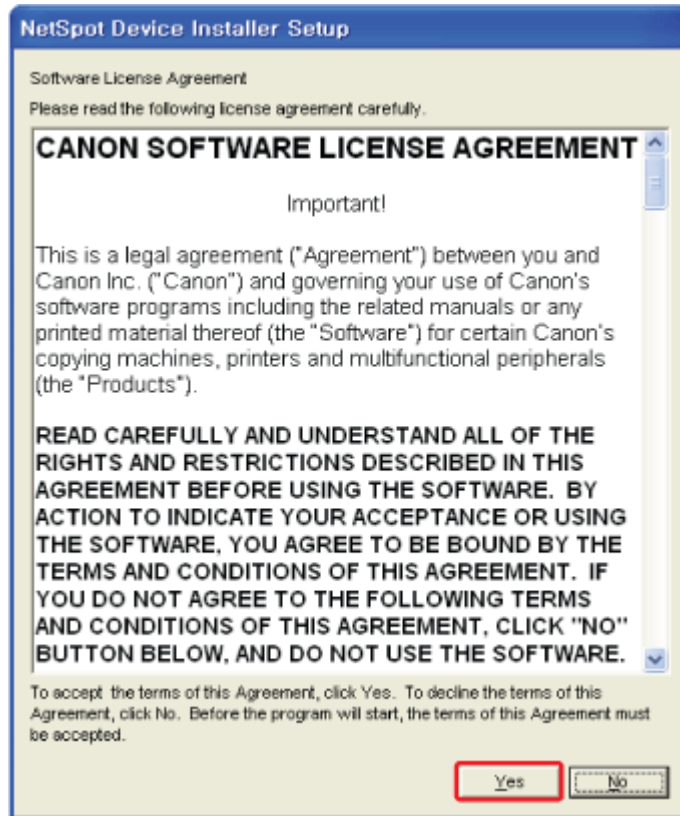 NetSpot Device Installer Setup
Software License Agreement
Please read the following license agreement carefully.
CANON SOFTWARE LICENSE AGREEMENT
Important!
This is a legal agreement ("Agreement") between you and
Canon Inc. ("Canon") and governing your use of Canon's
software programs including the related manuals or any
printed material thereof (the "Software") for certain Canon's
copying machines, printers and multifunctional peripherals
(the "Products").
READ CAREFULLY AND UNDERSTAND ALL OF THE
RIGHTS AND RESTRICTIONS DESCRIBED IN THIS
AGREEMENT BEFORE USING THE SOFTWARE.  BY
ACTION TO INDICATE YOUR ACCEPTANCE OR USING
THE SOFTWARE, YOU AGREE TO BE BOUND BY THE
TERMS AND CONDITIONS OF THIS AGREEMENT.  IF
YOU DO NOT AGREE TO THE FOLLOWING TERMS
AND CONDITIONS OF THIS AGREEMENT, CLICK "NO"
BUTTON BELOW, AND DO NOT USE THE SOFTWARE.
To accept the terms of this Agreement, click Yes.  To decline the terms of this
Agreement, click No.  Before the program will start, the terms of this Agreement must
be accepted.
Yes No